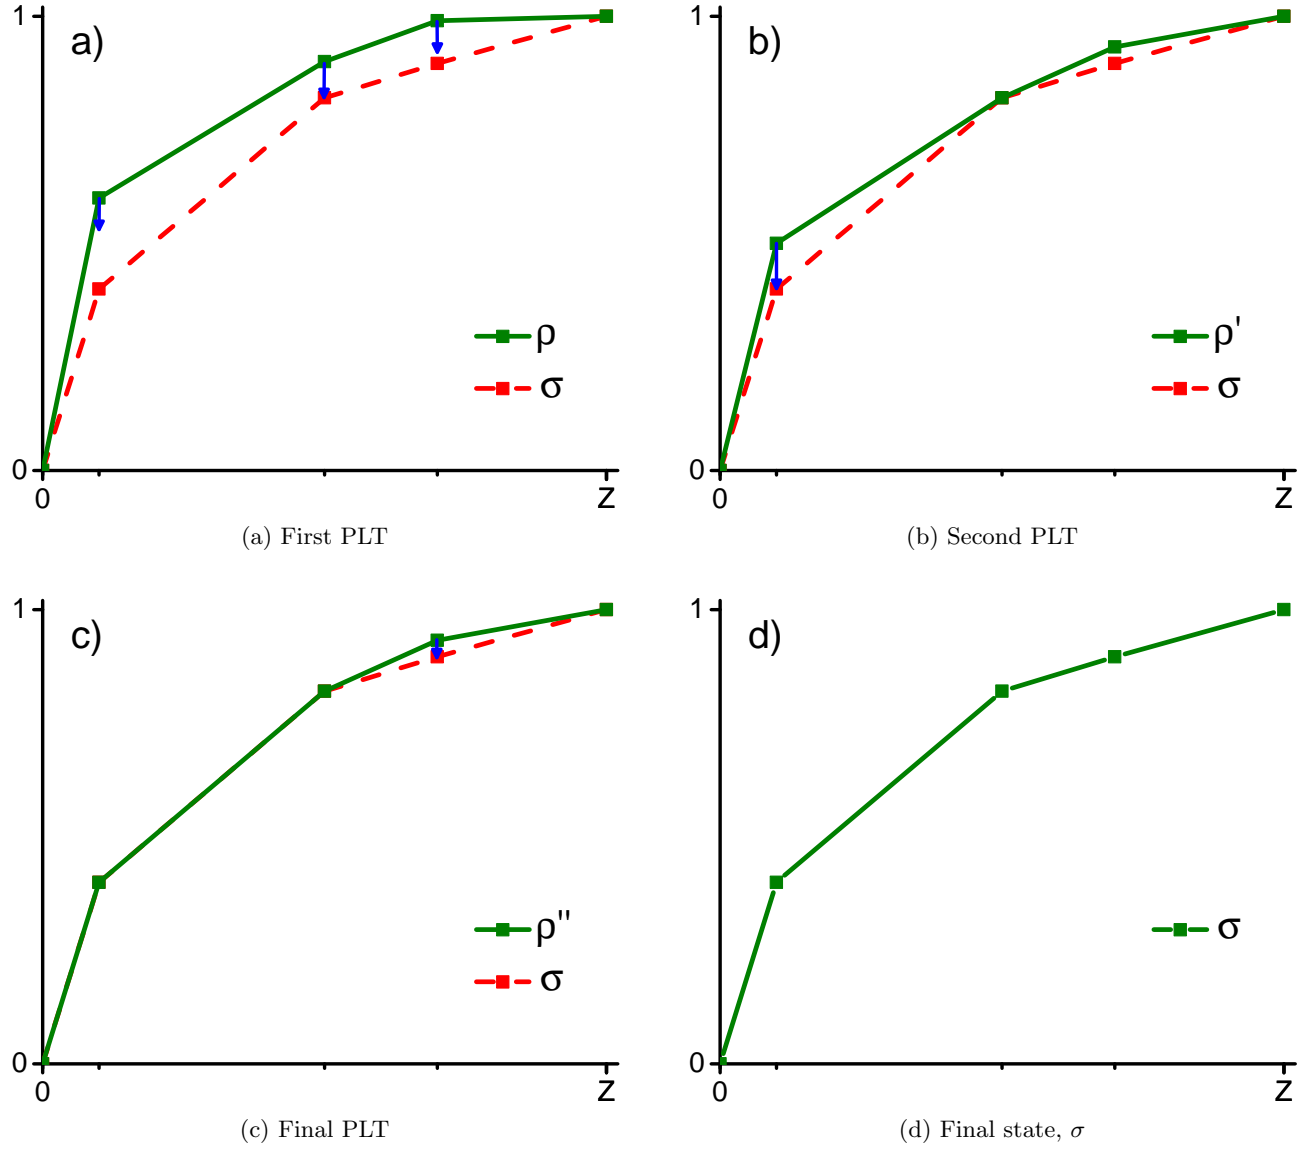 1
a)
ρ
σ
0
0
Z
(a) First PLT
1
b)
ρ'
σ
0
0
Z
(b) Second PLT
1
c)
ρ''
σ
0
0
Z
(c) Final PLT
1
d)
σ
0
0
Z
(d) Final state, σ